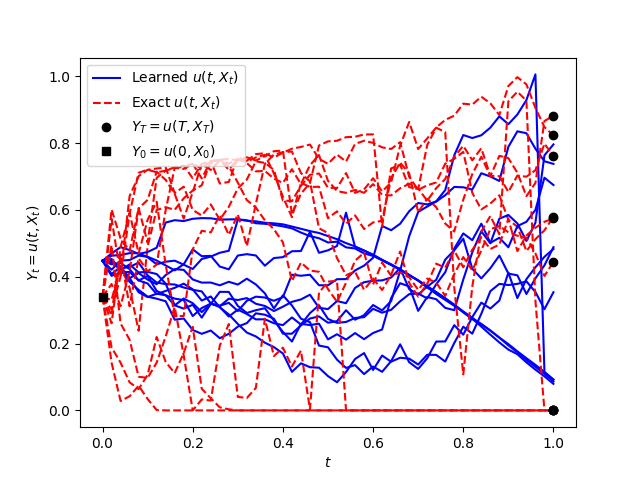 Learned u(t, X_t)
Exact u(t, X_t)
Y_T = u(T, X_T)
Y_0 = u(0, X_0)
Y_t = u(t, X_t)
1.0
0.8
0.6
0.4
0.2
0.0
0.0 0.2 0.4 0.6 0.8 1.0
t